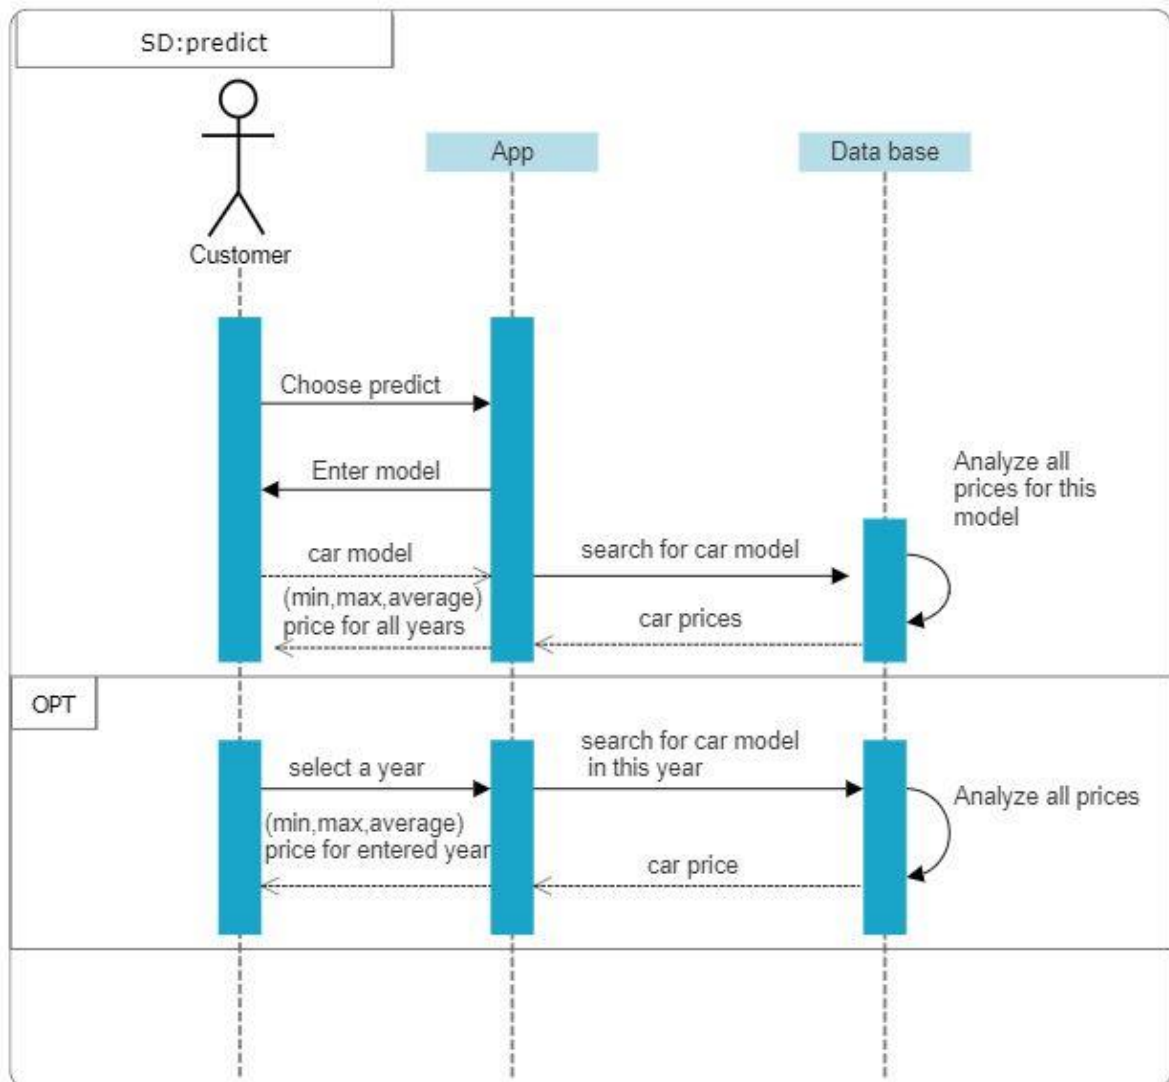 SD:predict
App
Data base
Customer
Choose predict
Enter model
Analyze all
prices for this
model
car model
search for car model
(min,max,average)
price for all years
car prices
OPT
select a year
search for car model
in this year
Analyze all prices
(min,max,average)
price for entered year
car price